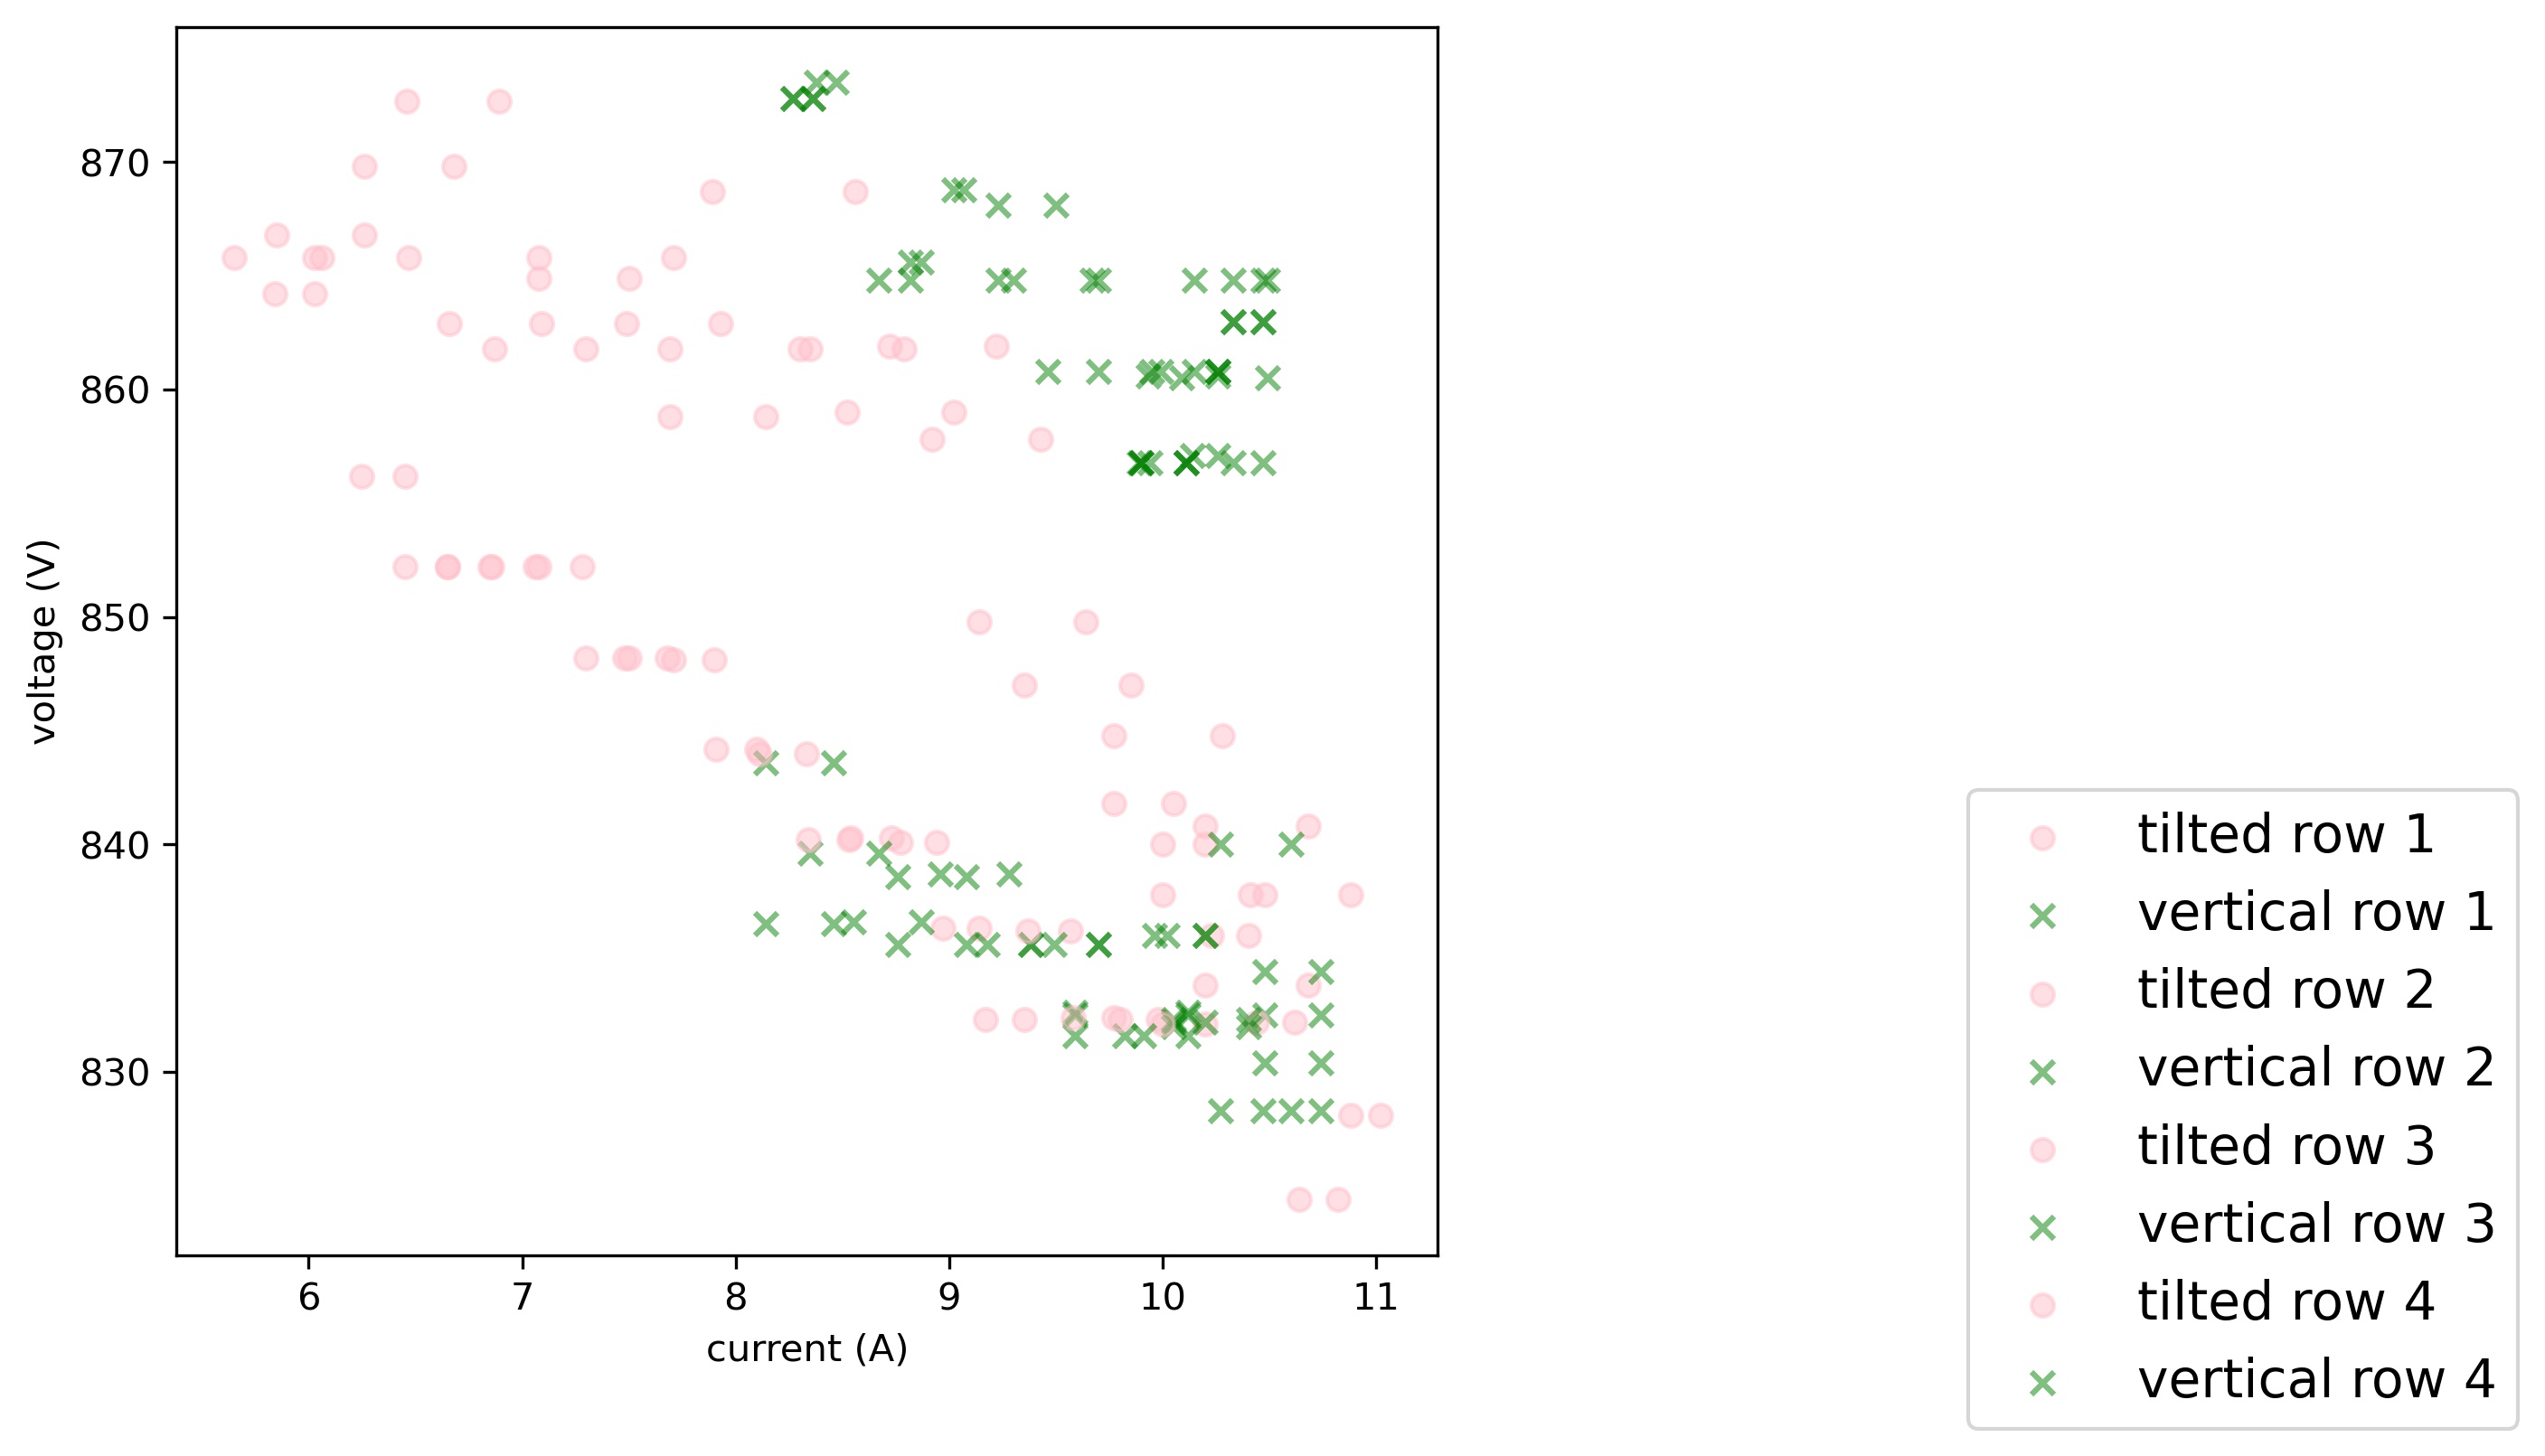 870
860
850
840
830
voltage (V)
6 7 8 9 10 11
current (A)
tilted row 1
vertical row 1
tilted row 2
vertical row 2
tilted row 3
vertical row 3
tilted row 4
vertical row 4